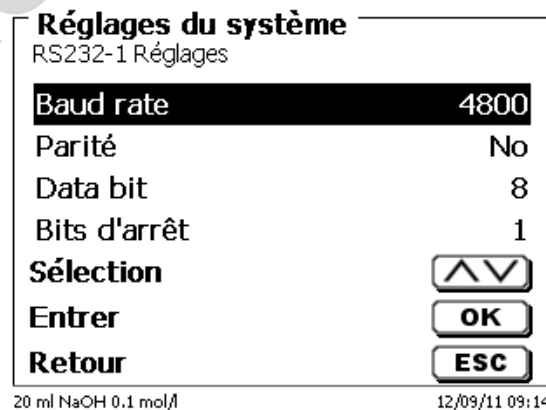 Réglages du système
RS232-1 Réglages
Baud rate 4800
Parité No
Data bit 8
Bits d'arrêt 1
Sélection
Entrer OK
Retour ESC
20 ml NaOH 0.1 mol/l 12/09/11 09:14